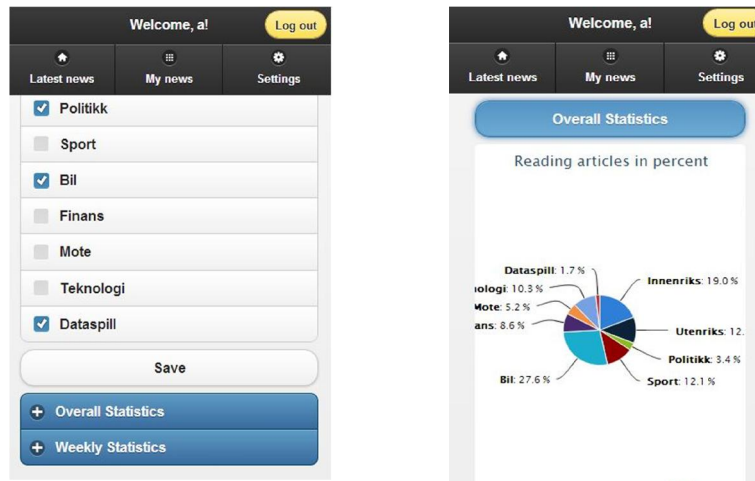 Welcome, a!
Log out
Latest news
My news
Settings
Politikk
Sport
Bil
Finans
Mote
Teknologi
Dataspill
Save
Overall Statistics
Weekly Statistics
Welcome, a!
Log out
Latest news
My news
Settings
Overall Statistics
Reading articles in percent
Dataspill: 1.7 %
Innenriks: 19.0 %
ologi: 10.3 %
Mote: 5.2 %
ans: 8.6 %
Utenriks: 12.
Politikk: 3.4 %
Bil: 27.6 %
Sport: 12.1 %